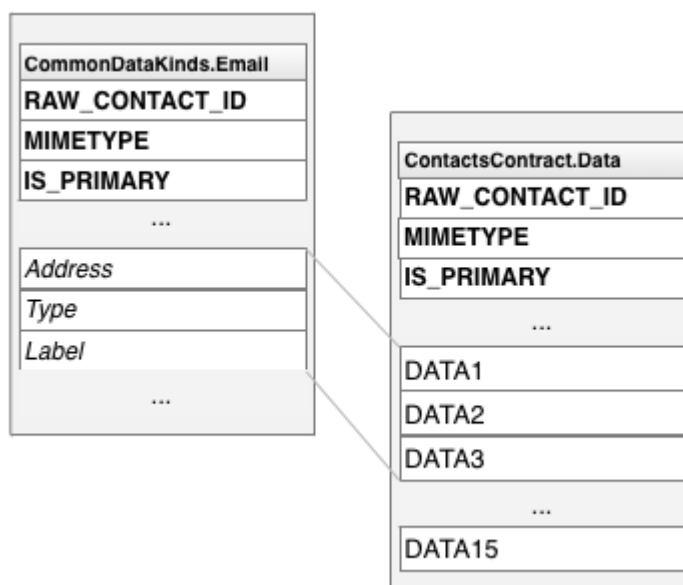 CommonDataKinds.Email
RAW_CONTACT_ID
MIMETYPE
IS_PRIMARY
...
Address
Type
Label
...
ContactsContract.Data
RAW_CONTACT_ID
MIMETYPE
IS_PRIMARY
...
DATA1
DATA2
DATA3
...
DATA15